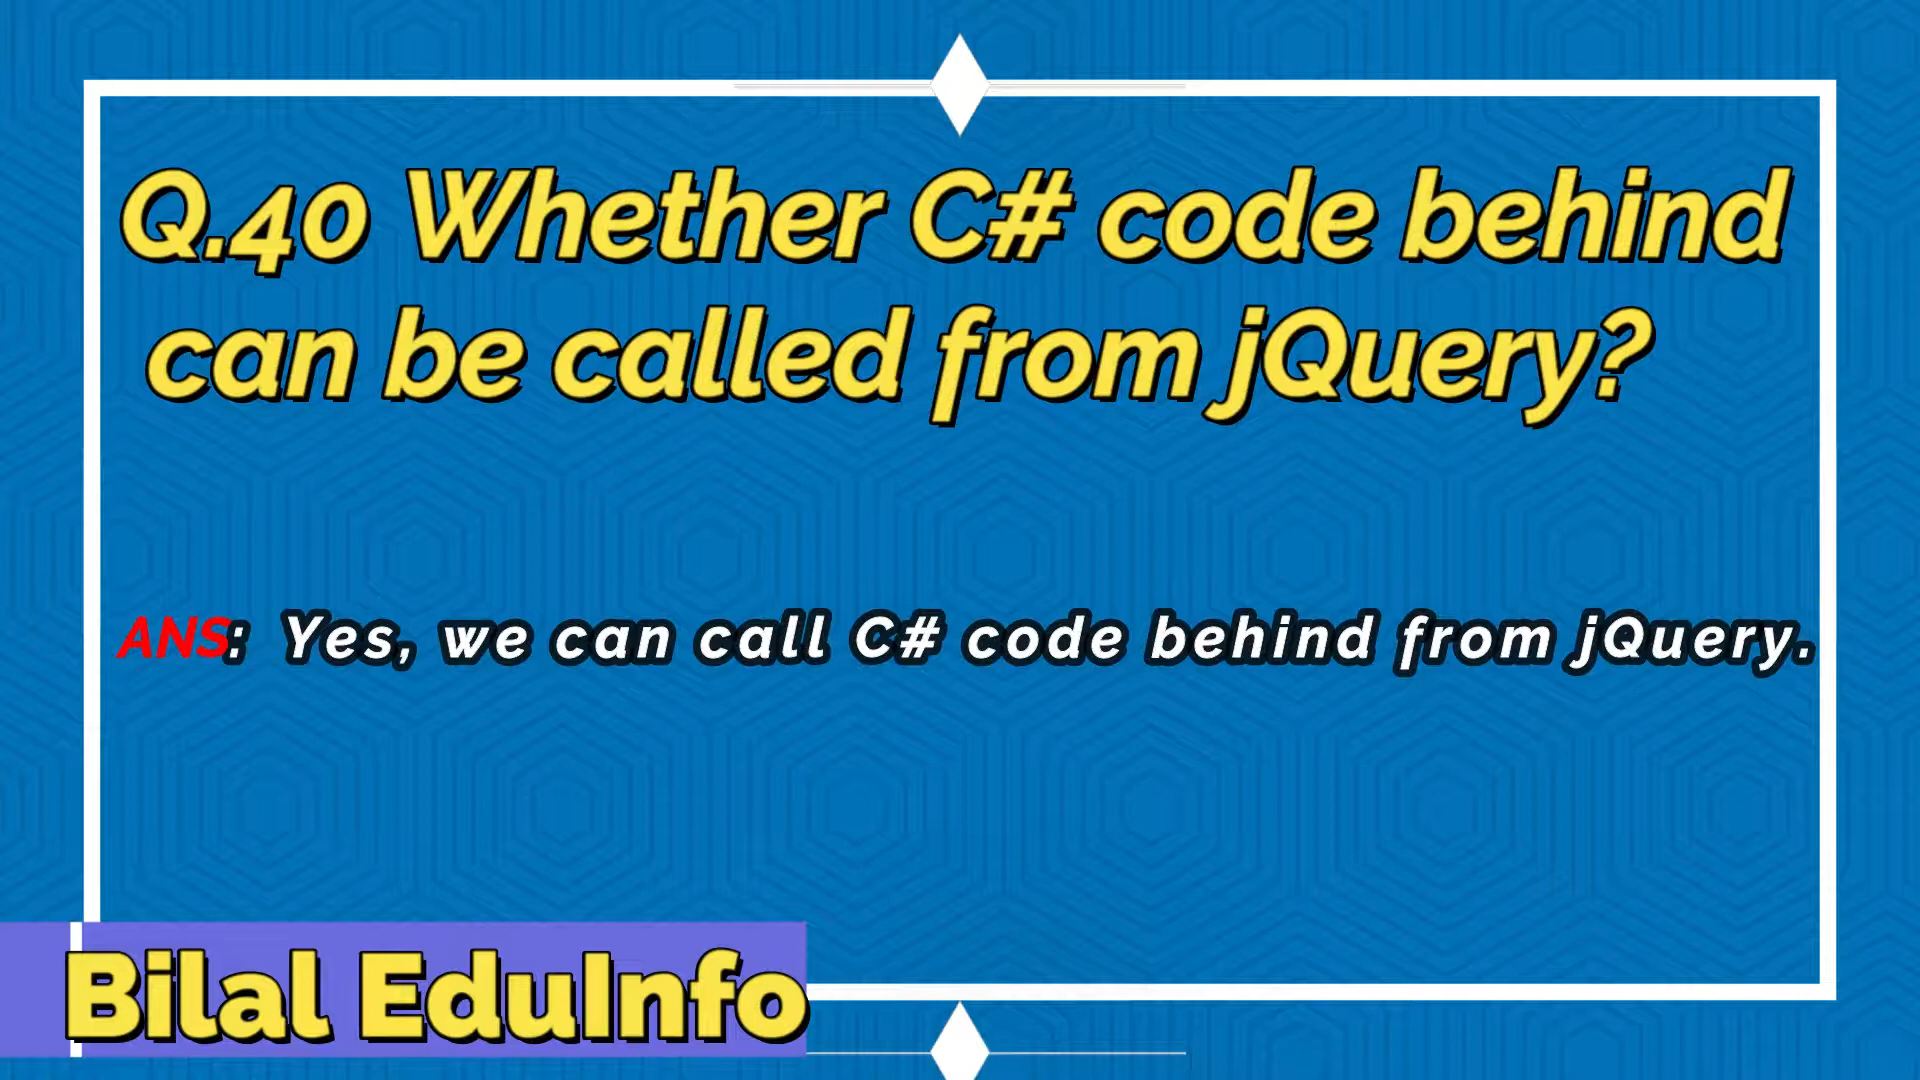 Q.40 Whether C# code behind
can be called from jQuery?
ANS: Yes, we can call C# code behind from jQuery.
Bilal EduInfo